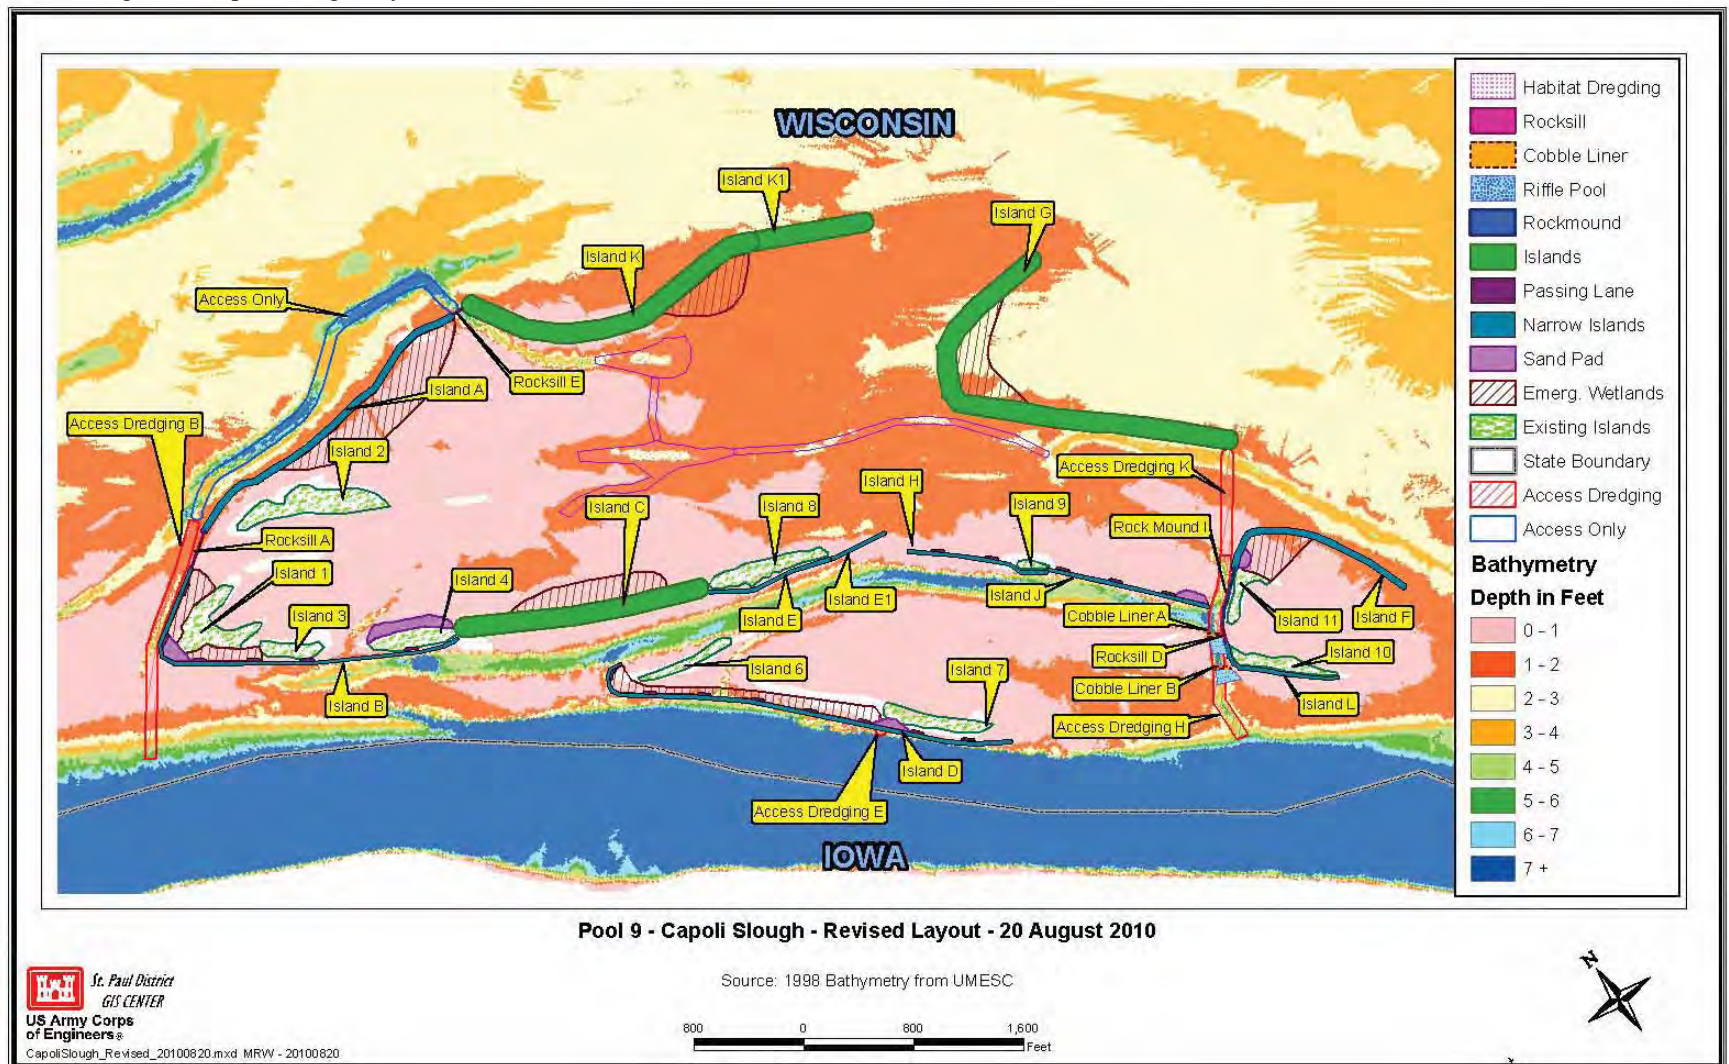 WISCONSIN
Island K1
Island G
Island K
Access Only
Rocksill E
Island A
Access Dredging B
Island 2
Access Dredging K
Island H
Island 8
Island 9
Island C
Rock Mound I
Rocksill A
Island 1
Island 4
Island 3
Island E1
Island J
Island E
Cobble Liner A
Island 11
Island F
Rocksill D
Island 10
Island 6
Island 7
Cobble Liner B
Island B
Island L
Access Dredging H
Island D
Access Dredging E
IOWA
Habitat Dregding
Rocksill
Cobble Liner
Riffle Pool
Rockmound
Islands
Passing Lane
Narrow Islands
Sand Pad
Emerg. Wetlands
Existing Islands
State Boundary
Access Dredging
Access Only
Bathymetry
Depth in Feet
0 - 1
1 - 2
2 - 3
3 - 4
4 - 5
5 - 6
6 - 7
7 +
Pool 9 - Capoli Slough - Revised Layout - 20 August 2010
Source: 1998 Bathymetry from UMESC
St. Paul District
GIS CENTER
US Army Corps
of Engineers®
CapoliSlough_Revised_20100820.mxd MRW - 20100820
800 0 800 1,600
Feet
N